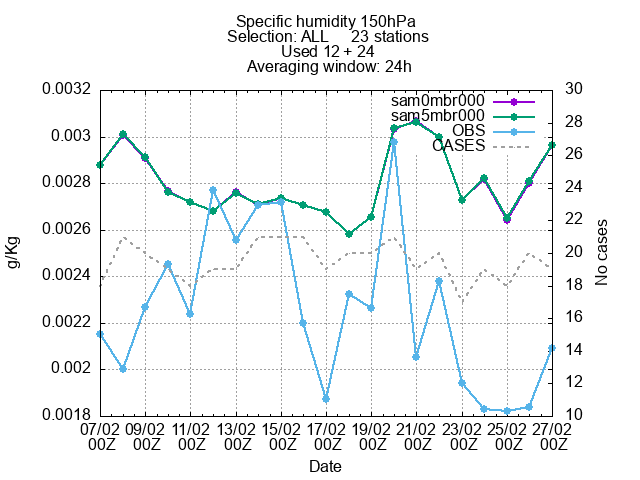 Specific humidity 150hPa
Selection: ALL 23 stations
Used 12 + 24
Averaging window: 24h
sam0mbr000
sam5mbr000
OBS
CASES
0.0032
0.003
0.0028
0.0026
0.0024
0.0022
0.002
0.0018
g/Kg
30
28
26
24
22
20
18
16
14
12
10
No cases
07/02 09/02 11/02 13/02 15/02 17/02 19/02 21/02 23/02 25/02 27/02
00Z 00Z 00Z 00Z 00Z 00Z 00Z 00Z 00Z 00Z 00Z
Date